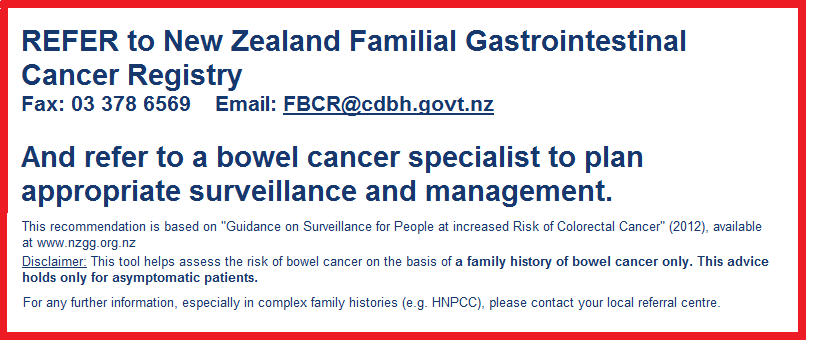 REFER to New Zealand Familial Gastrointestinal
Cancer Registry
Fax: 03 378 6569 Email: FBCR@cdbh.govt.nz
And refer to a bowel cancer specialist to plan
appropriate surveillance and management.
This recommendation is based on "Guidance on Surveillance for People at increased Risk of Colorectal Cancer" (2012), available
at www.nzgg.org.nz
Disclaimer: This tool helps assess the risk of bowel cancer on the basis of a family history of bowel cancer only. This advice
holds only for asymptomatic patients.
For any further information, especially in complex family histories (e.g. HNPCC), please contact your local referral centre.